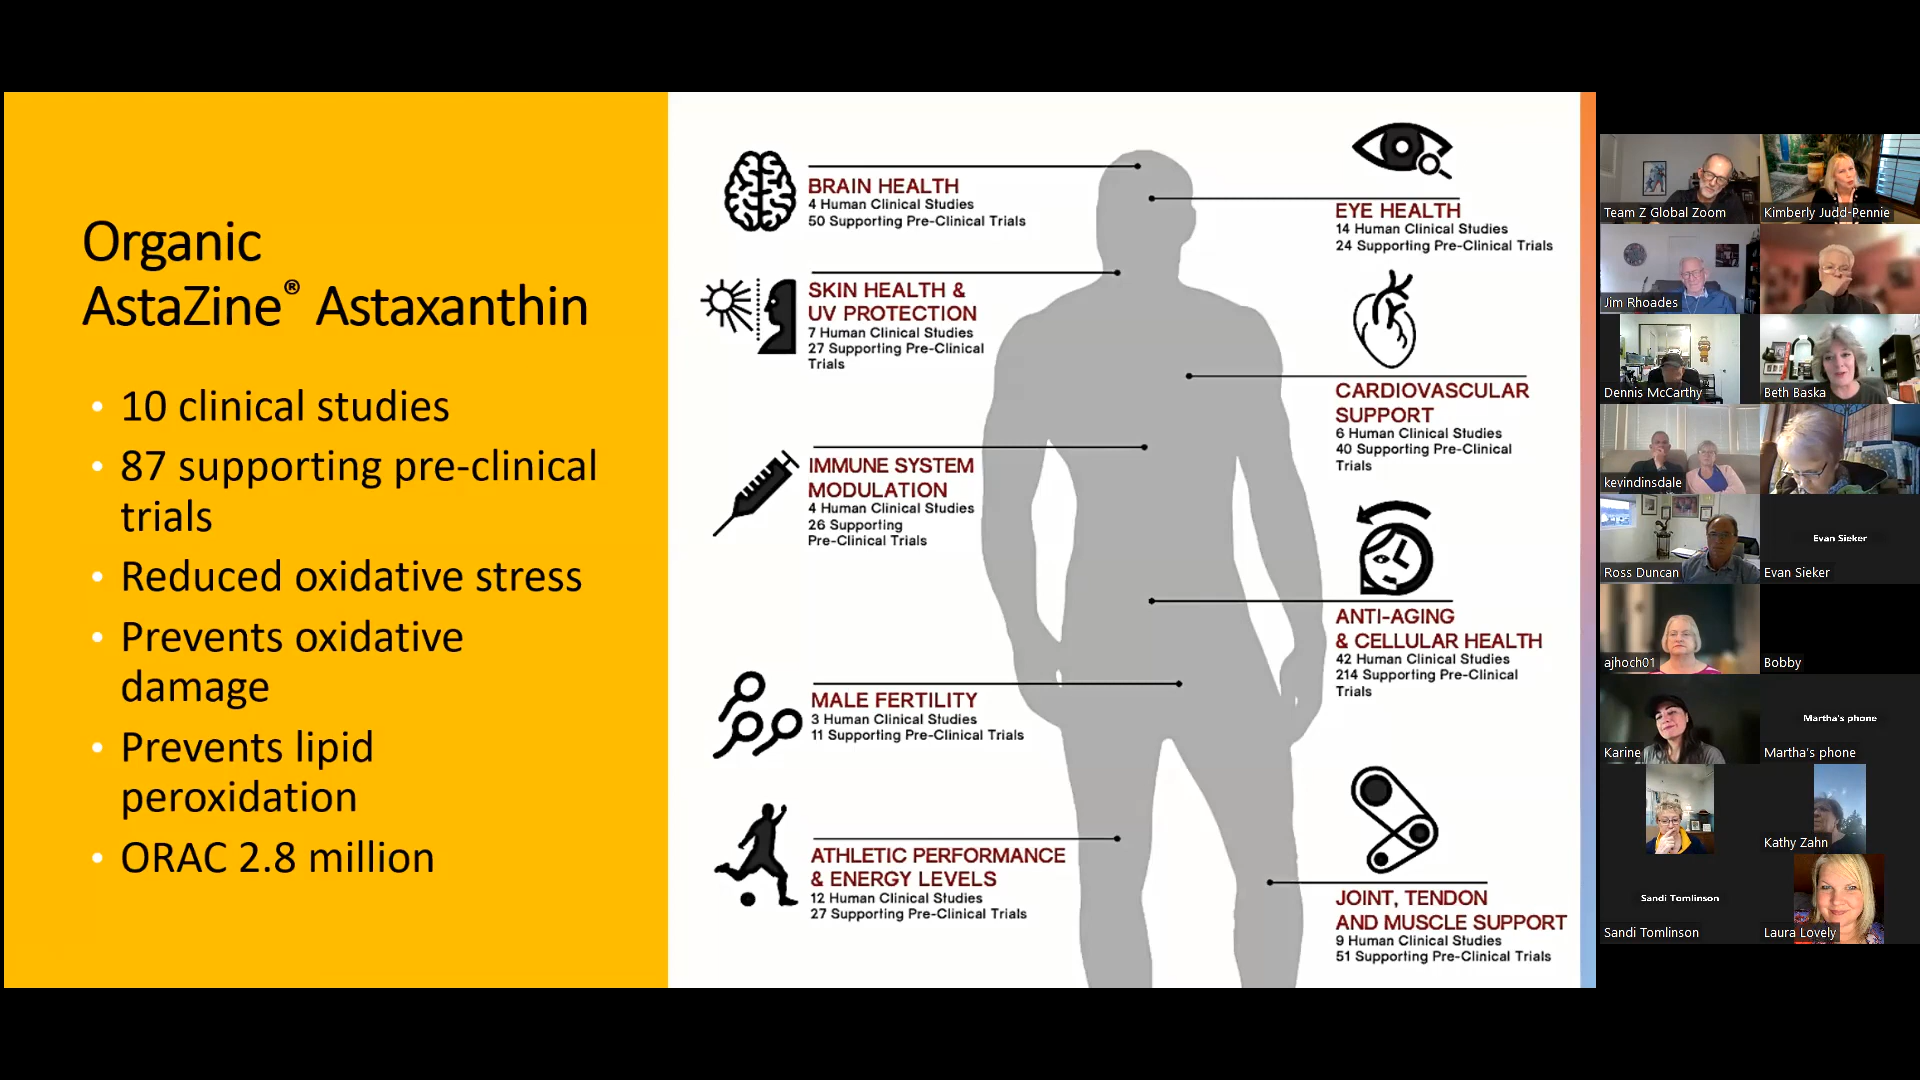 Organic
AstaZine® Astaxanthin
• 10 clinical studies
• 87 supporting pre-clinical
trials
• Reduced oxidative stress
• Prevents oxidative
damage
• Prevents lipid
peroxidation
• ORAC 2.8 million
BRAIN HEALTH
4 Human Clinical Studies
50 Supporting Pre-Clinical Trials
SKIN HEALTH &
UV PROTECTION
7 Human Clinical Studies
27 Supporting Pre-Clinical
Trials
IMMUNE SYSTEM
MODULATION
4 Human Clinical Studies
26 Supporting
Pre-Clinical Trials
MALE FERTILITY
3 Human Clinical Studies
11 Supporting Pre-Clinical Trials
ATHLETIC PERFORMANCE
& ENERGY LEVELS
12 Human Clinical Studies
27 Supporting Pre-Clinical Trials
EYE HEALTH
14 Human Clinical Studies
24 Supporting Pre-Clinical Trials
CARDIOVASCULAR
SUPPORT
6 Human Clinical Studies
40 Supporting Pre-Clinical
Trials
ANTI-AGING
& CELLULAR HEALTH
42 Human Clinical Studies
214 Supporting Pre-Clinical
Trials
JOINT, TENDON
AND MUSCLE SUPPORT
9 Human Clinical Studies
51 Supporting Pre-Clinical Trials
Team Z Global Zoom
Kimberly Judd-Pennie
Jim Rhoades
Dennis McCarthy
Beth Baska
kevindinsdale
Ross Duncan
Evan Sieker
Evan Sieker
ajhoch01
Bobby
Karine
Martha's phone
Martha's phone
Kathy Zahn
Sandi Tomlinson
Sandi Tomlinson
Laura Lovely